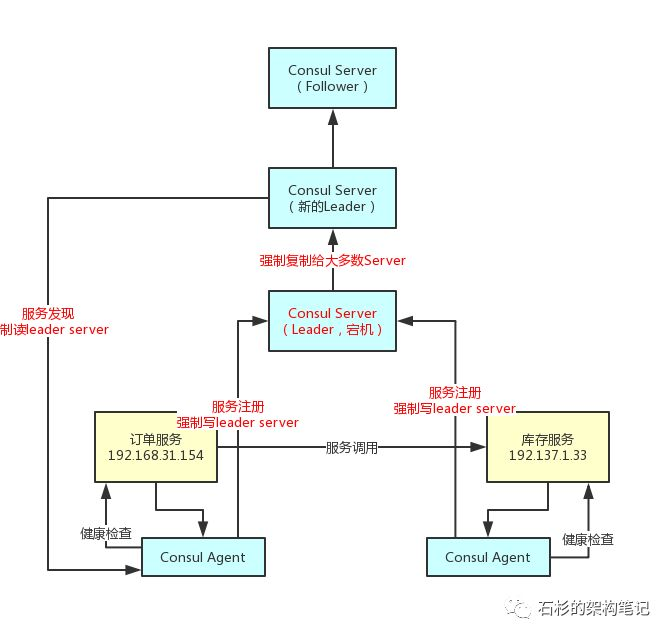 Consul Server
（Follower）
Consul Server
（新的Leader）
强制复制给大多数Server
Consul Server
（Leader，宕机）
服务发现
制读leader server
服务注册
强制写leader server
服务注册
强制写leader server
订单服务
192.168.31.154
服务调用
库存服务
192.137.1.33
健康检查
健康检查
Consul Agent
Consul Agent
石杉的架构笔记